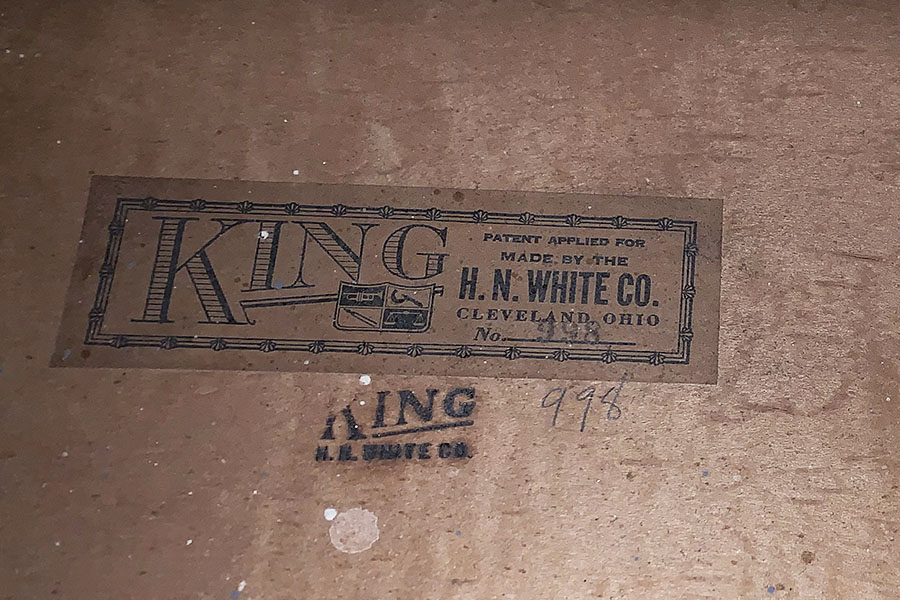 KING
PATENT APPLIED FOR
MADE BY THE
H. N. WHITE CO.
CLEVELAND, OHIO
No. 998
KING
H. N. WHITE CO.
998